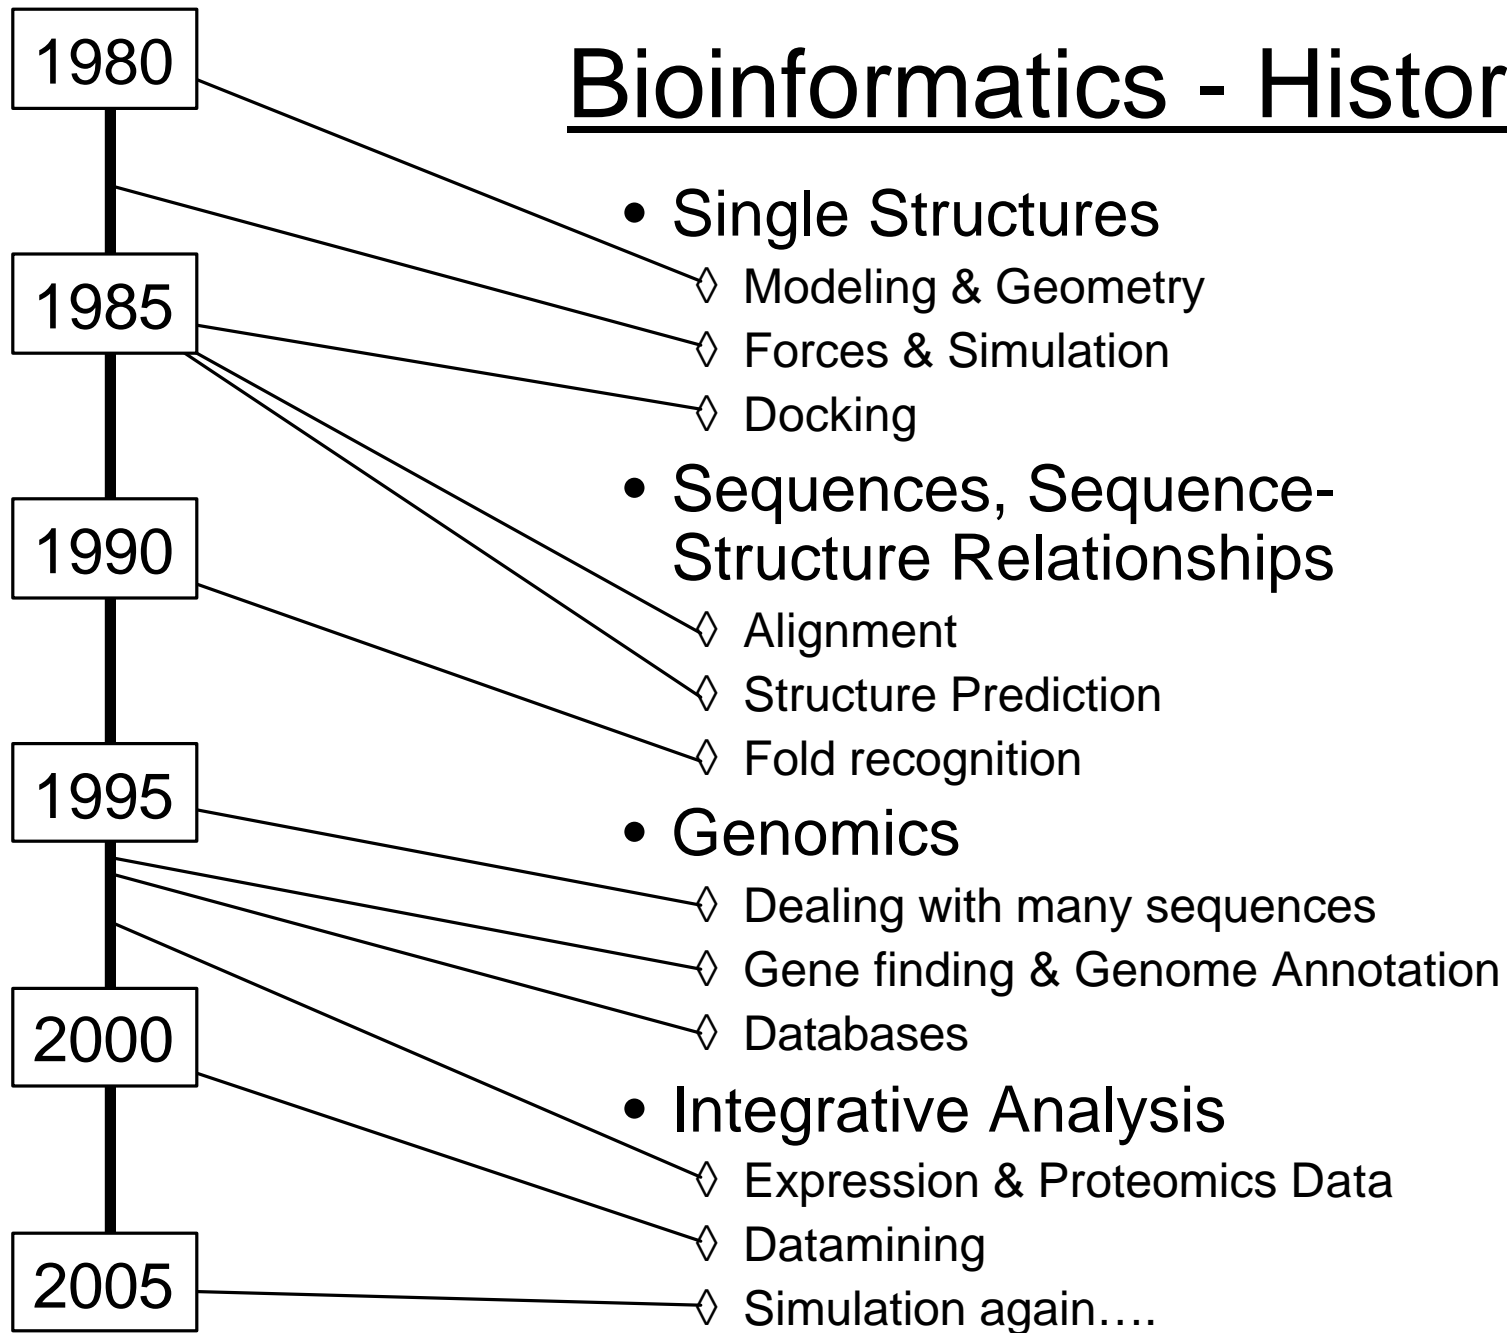 Bioinformatics - Histor
1980
1985
1990
1995
2000
2005
• Single Structures
◊ Modeling & Geometry
◊ Forces & Simulation
◊ Docking
• Sequences, Sequence-
Structure Relationships
◊ Alignment
◊ Structure Prediction
◊ Fold recognition
• Genomics
◊ Dealing with many sequences
◊ Gene finding & Genome Annotation
◊ Databases
• Integrative Analysis
◊ Expression & Proteomics Data
◊ Datamining
◊ Simulation again….